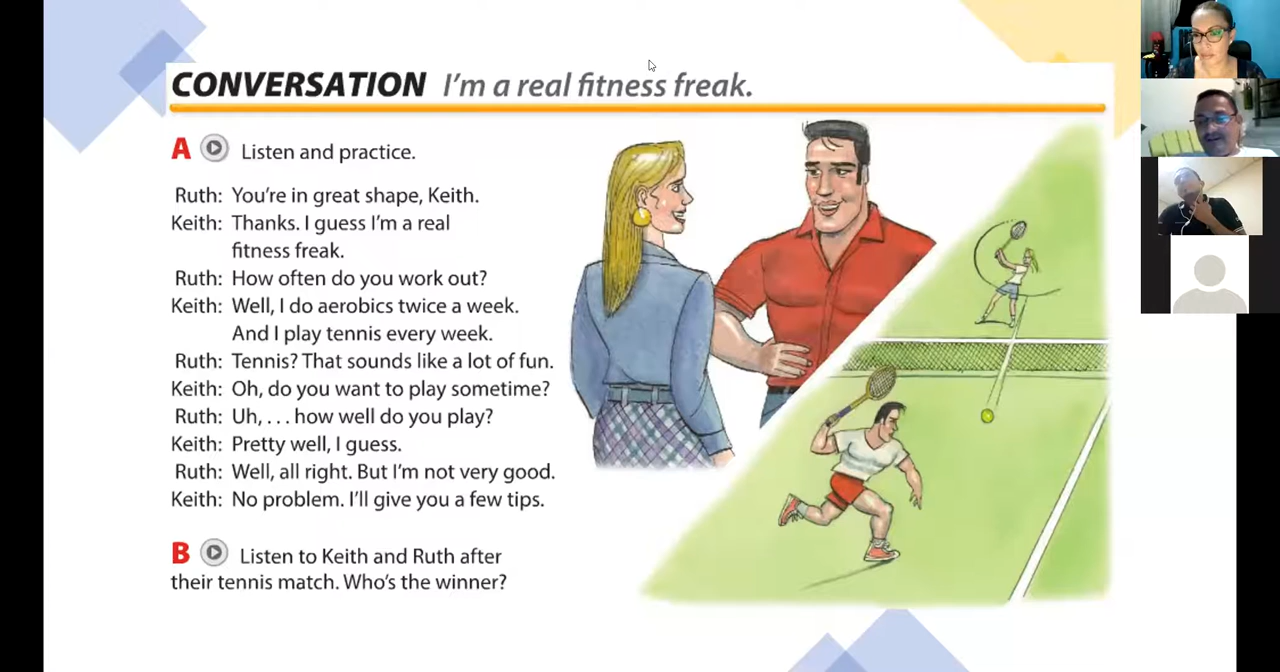 CONVERSATION I'm a real fitness freak.
A Listen and practice.
Ruth: You're in great shape, Keith.
Keith: Thanks. I guess I'm a real
fitness freak.
Ruth: How often do you work out?
Keith: Well, I do aerobics twice a week.
And I play tennis every week.
Ruth: Tennis? That sounds like a lot of fun.
Keith: Oh, do you want to play sometime?
Ruth: Uh, . . . how well do you play?
Keith: Pretty well, I guess.
Ruth: Well, all right. But I'm not very good.
Keith: No problem. I'll give you a few tips.
B Listen to Keith and Ruth after
their tennis match. Who's the winner?